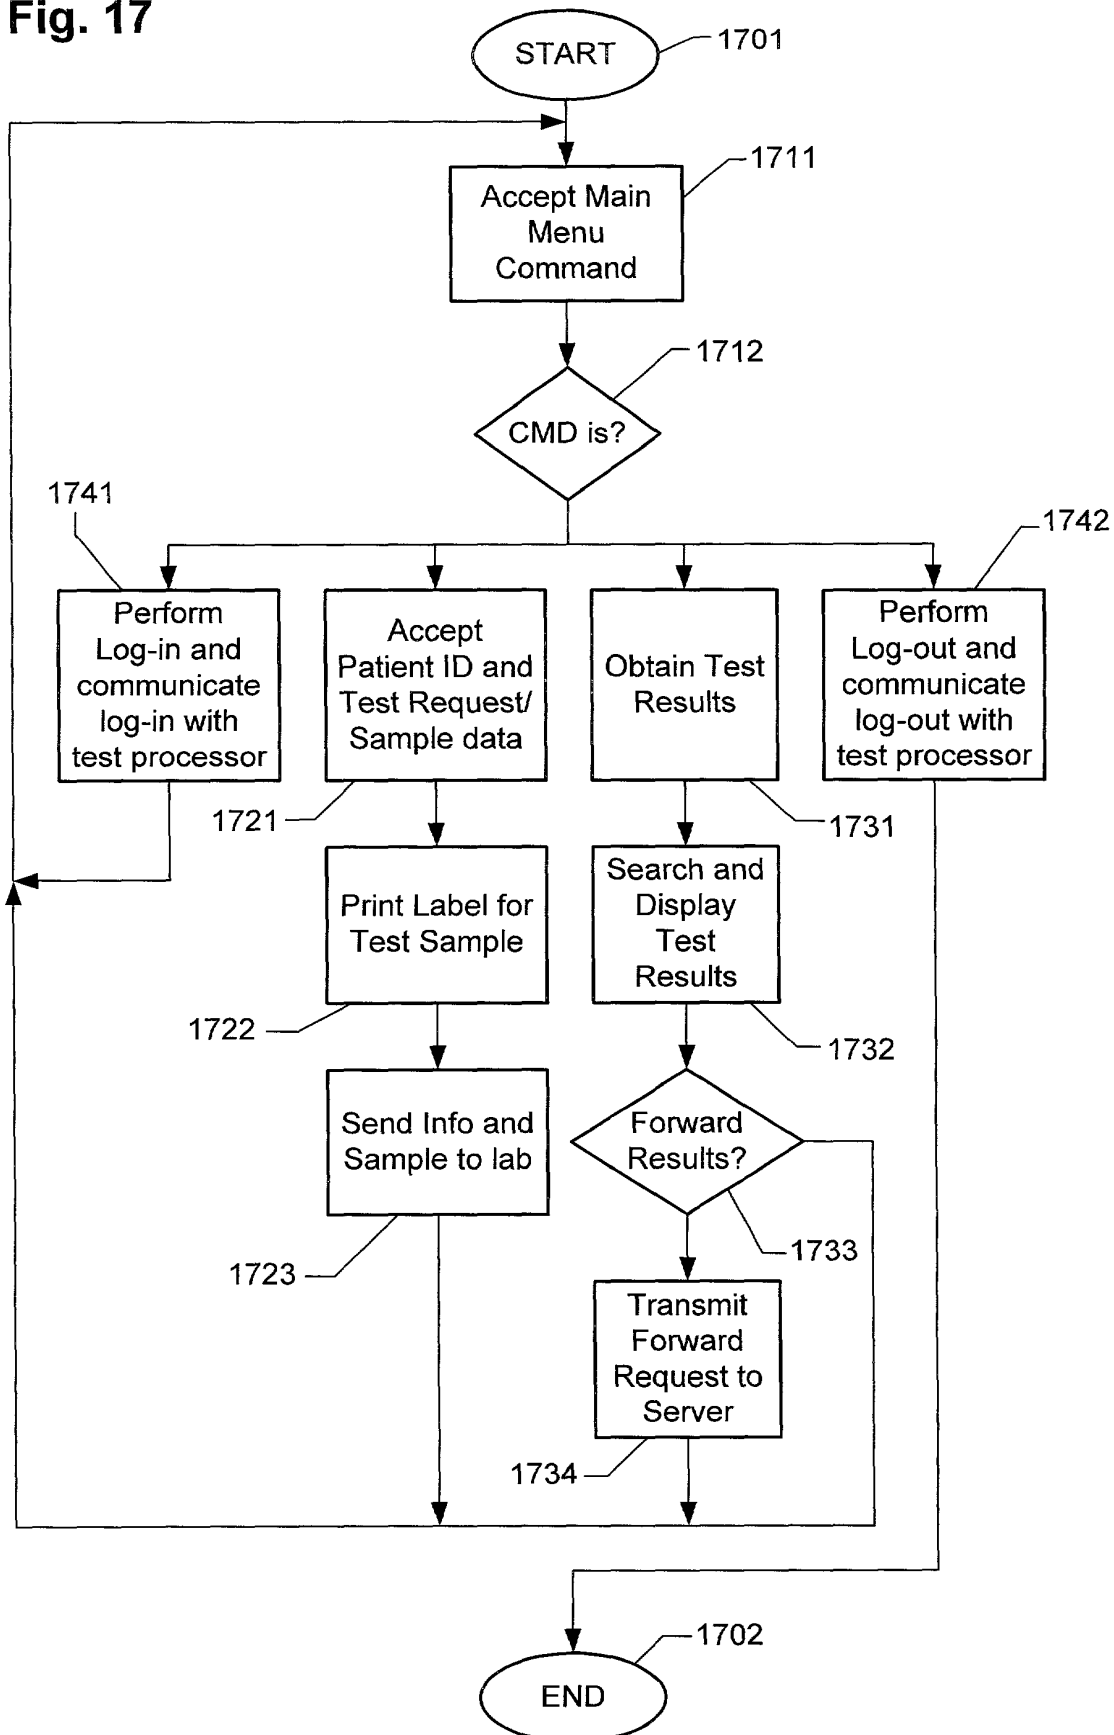 Fig. 17
START
1701
1711
Accept Main
Menu
Command
1712
CMD is?
1741
1742
Perform
Log-in and
communicate
log-in with
test processor
Accept
Patient ID and
Test Request/
Sample data
Obtain Test
Results
Perform
Log-out and
communicate
log-out with
test processor
1721
1731
Print Label for
Test Sample
Search and
Display
Test
Results
1722
1732
Send Info and
Sample to lab
Forward
Results?
1723
1733
Transmit
Forward
Request to
Server
1734
1702
END